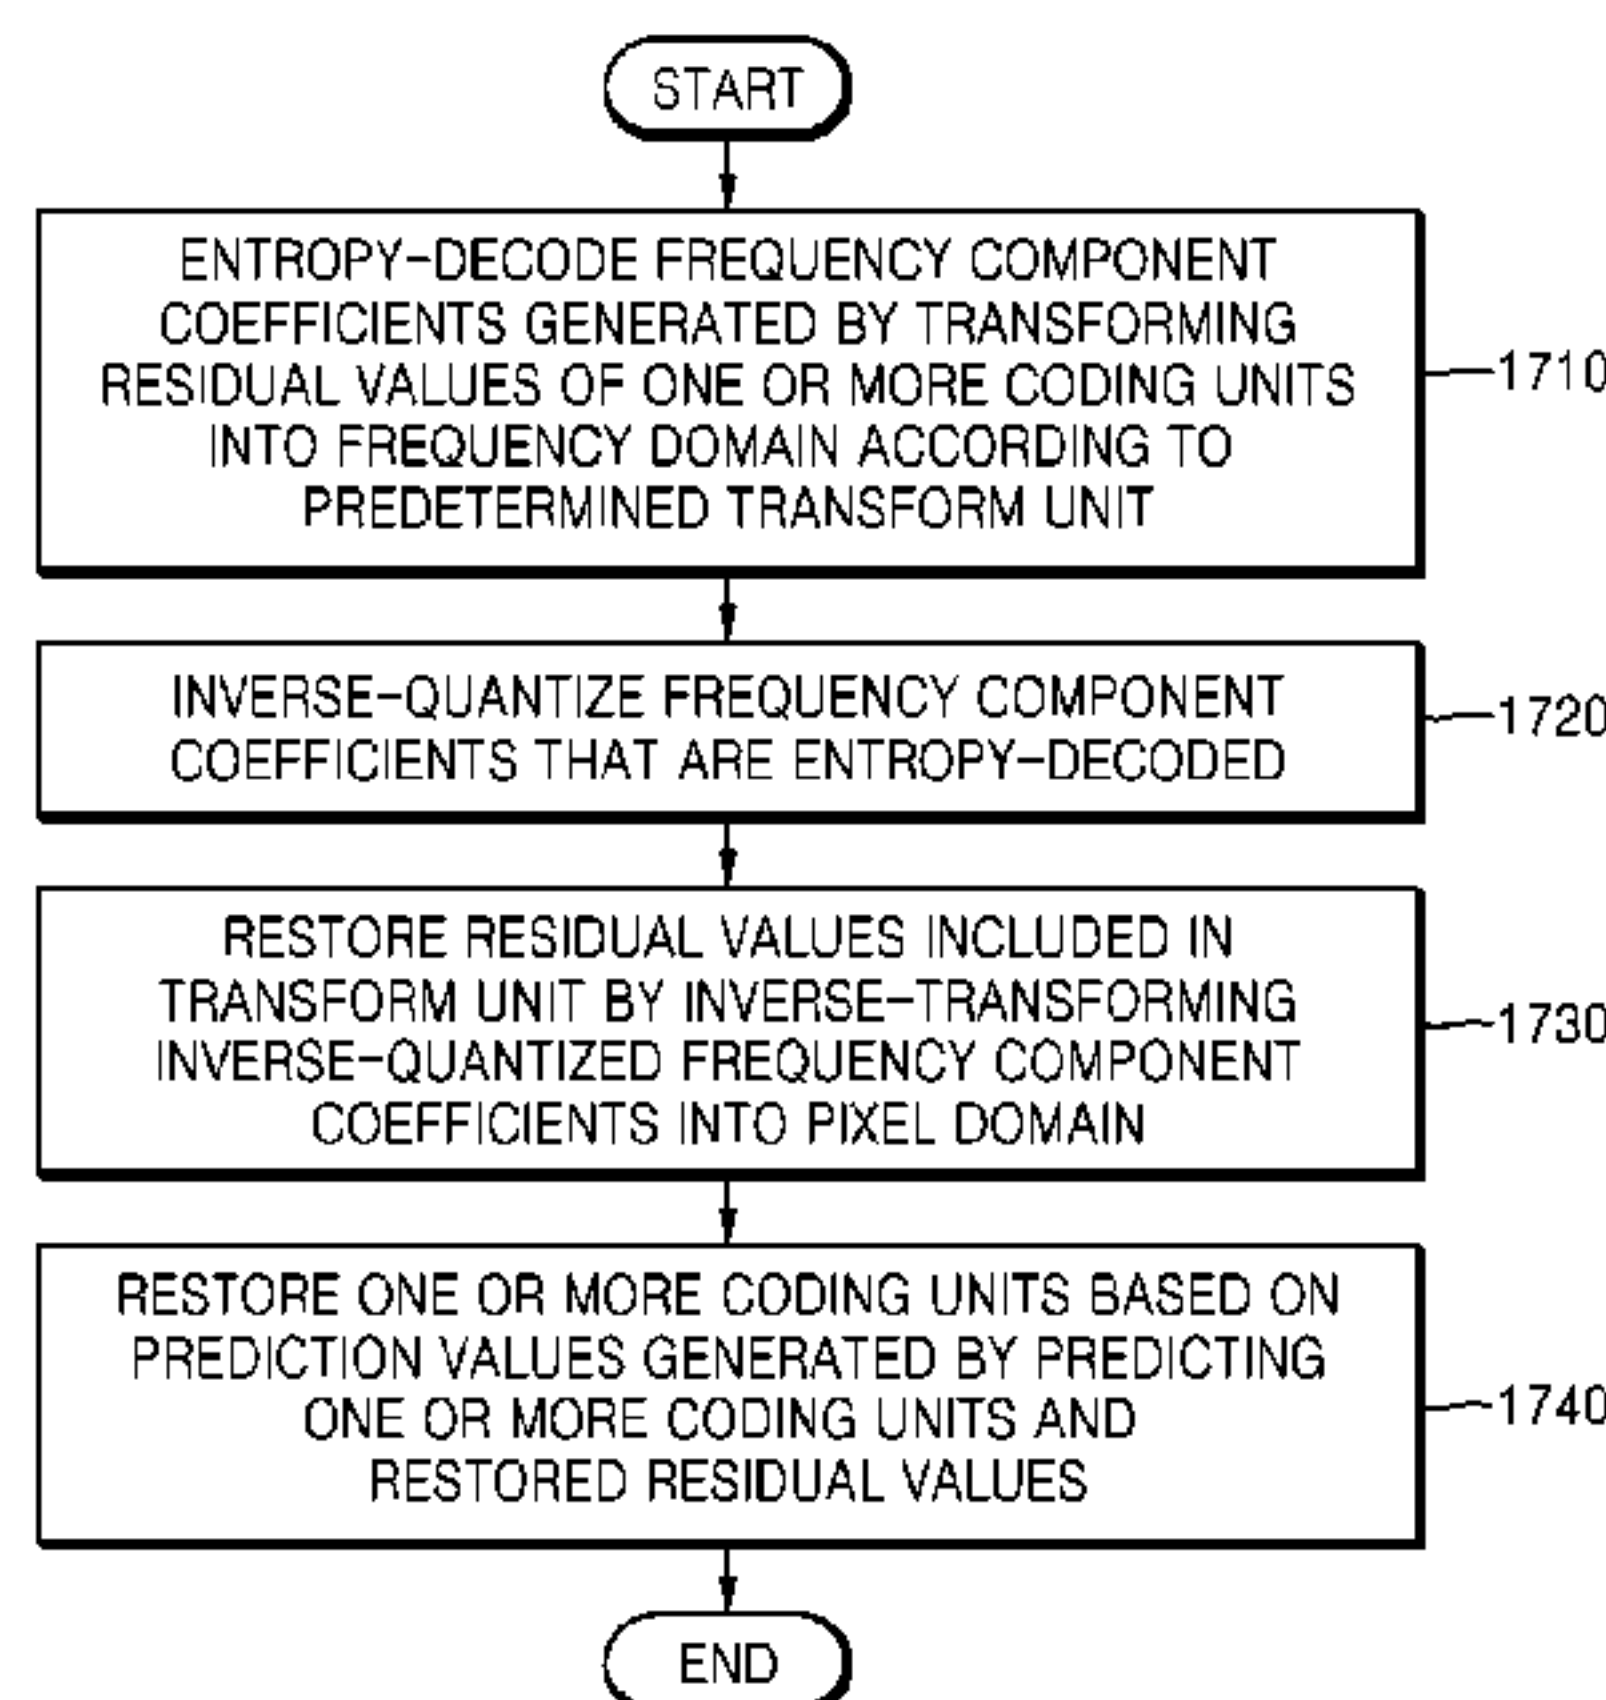 START
ENTROPY-DECODE FREQUENCY COMPONENT
COEFFICIENTS GENERATED BY TRANSFORMING
RESIDUAL VALUES OF ONE OR MORE CODING UNITS
INTO FREQUENCY DOMAIN ACCORDING TO
PREDETERMINED TRANSFORM UNIT
1710
INVERSE-QUANTIZE FREQUENCY COMPONENT
COEFFICIENTS THAT ARE ENTROPY-DECODED
1720
RESTORE RESIDUAL VALUES INCLUDED IN
TRANSFORM UNIT BY INVERSE-TRANSFORMING
INVERSE-QUANTIZED FREQUENCY COMPONENT
COEFFICIENTS INTO PIXEL DOMAIN
1730
RESTORE ONE OR MORE CODING UNITS BASED ON
PREDICTION VALUES GENERATED BY PREDICTING
ONE OR MORE CODING UNITS AND
RESTORED RESIDUAL VALUES
1740
END